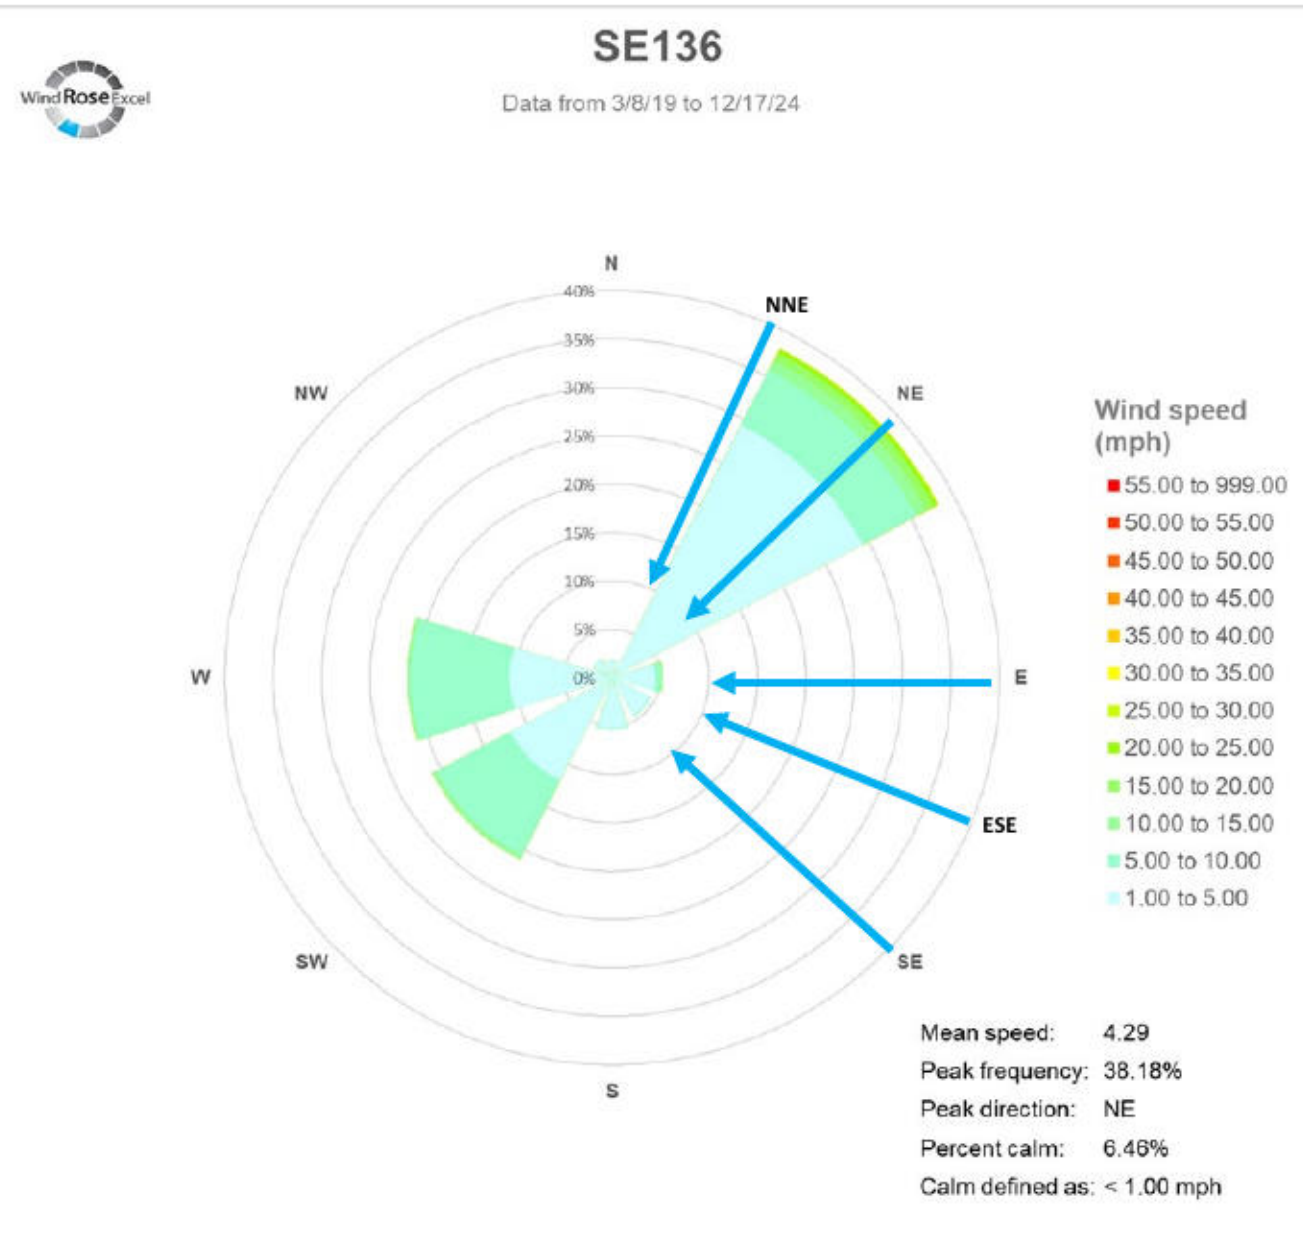 SE136
Data from 3/8/19 to 12/17/24
WindRoseExcel
N
40%
NNE
35%
30%
NW
NE
25%
20%
15%
10%
5%
W
0%
E
ESE
SW
SE
S
Wind speed
(mph)
55.00 to 999.00
50.00 to 55.00
45.00 to 50.00
40.00 to 45.00
35.00 to 40.00
30.00 to 35.00
25.00 to 30.00
20.00 to 25.00
15.00 to 20.00
10.00 to 15.00
5.00 to 10.00
1.00 to 5.00
Mean speed: 4.29
Peak frequency: 38.18%
Peak direction: NE
Percent calm: 6.46%
Calm defined as: < 1.00 mph